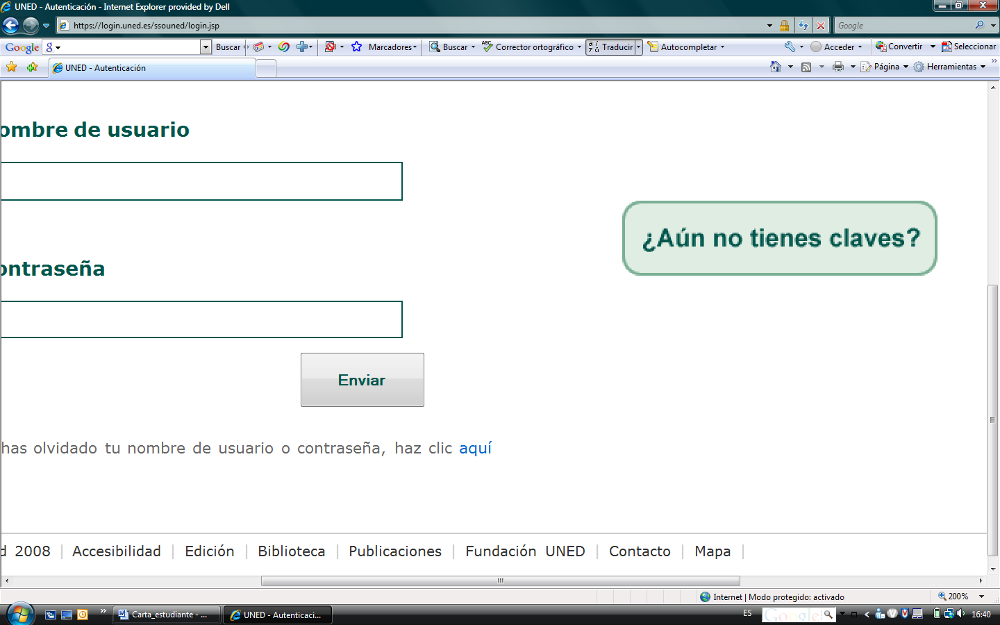 UNED - Autenticación - Internet Explorer provided by Dell
https://login.uned.es/ssouned/login.jsp
Google
Google g Buscar Marcadores Buscar ABC Corrector ortográfico Traducir Autocompletar Acceder Convertir Seleccionar
UNED - Autenticación Página Herramientas
ombre de usuario
¿Aún no tienes claves?
ontraseña
Enviar
has olvidado tu nombre de usuario o contraseña, haz clic aquí
d 2008 | Accesibilidad | Edición | Biblioteca | Publicaciones | Fundación UNED | Contacto | Mapa |
Internet | Modo protegido: activado 200%
Carta_estudiante - ... UNED - Autenticaci... ES Google 16:40